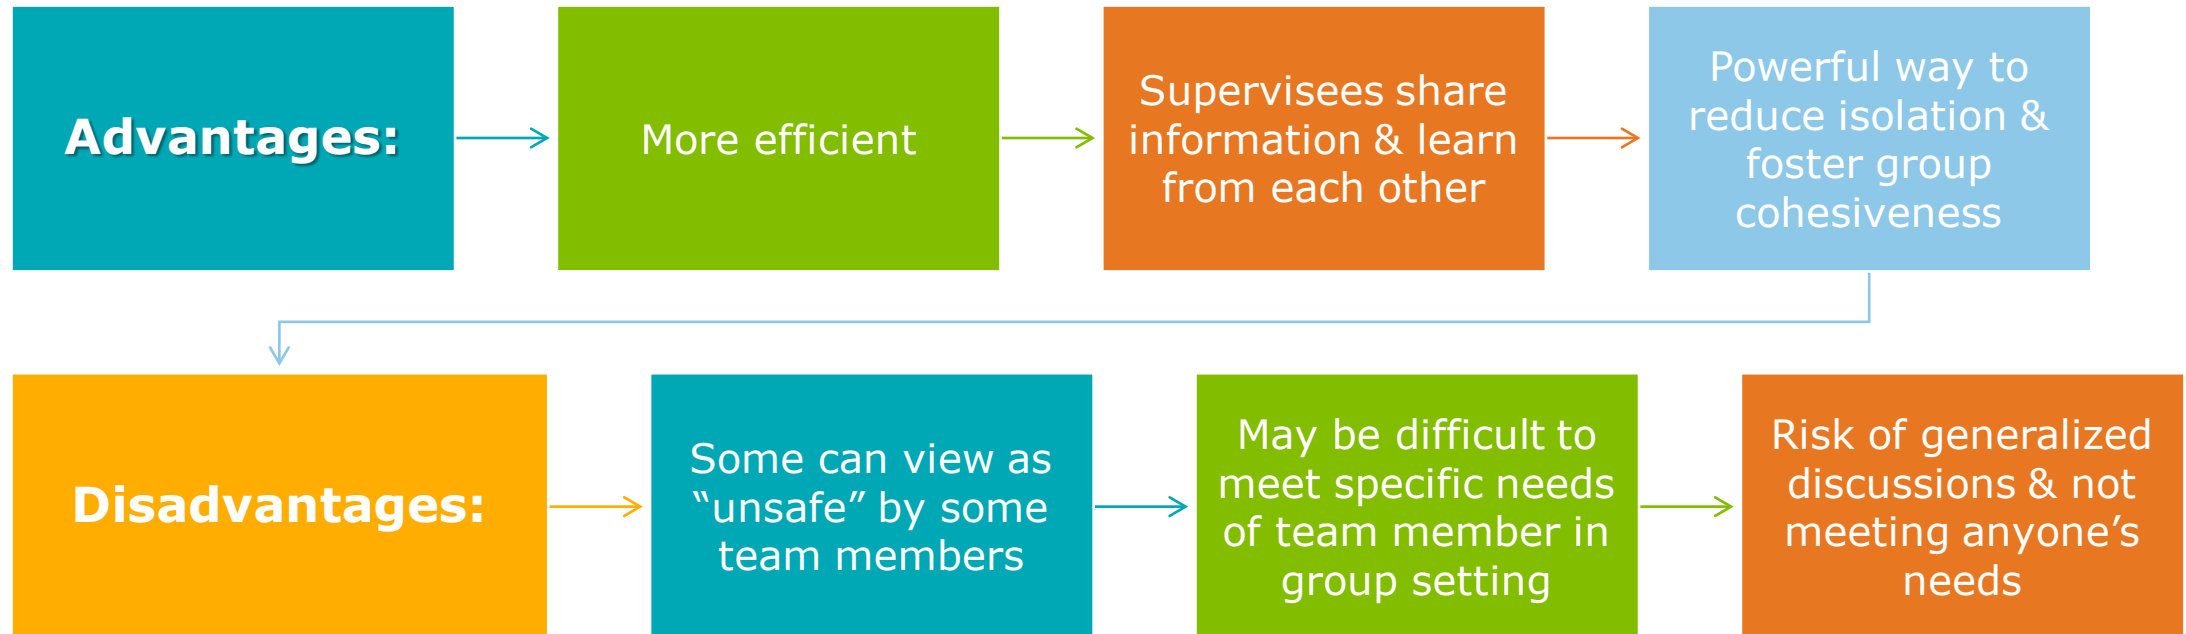 Advantages:
More efficient
Supervisees share
information & learn
from each other
Powerful way to
reduce isolation &
foster group
cohesiveness
Disadvantages:
Some can view as
“unsafe” by some
team members
May be difficult to
meet specific needs
of team member in
group setting
Risk of generalized
discussions & not
meeting anyone’s
needs